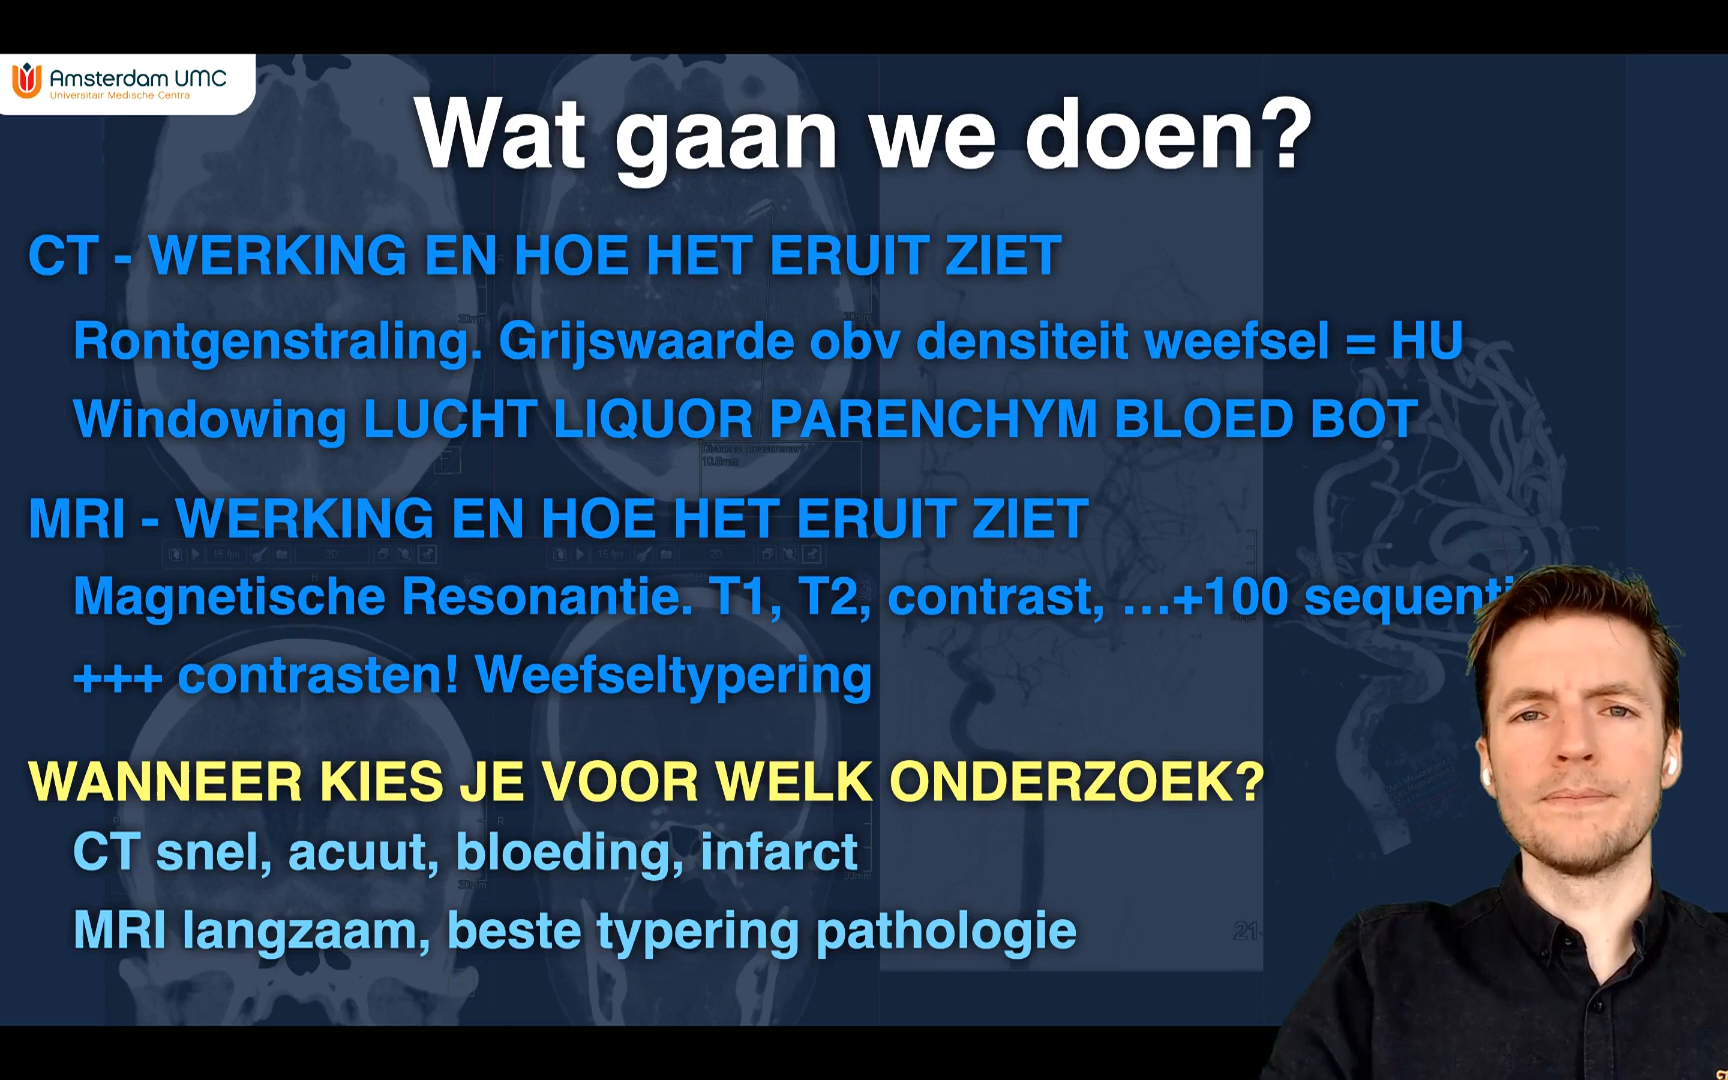 Amsterdam UMC
Universitair Medische Centra
Wat gaan we doen?
CT - WERKING EN HOE HET ERUIT ZIET
Rontgenstraling. Grijswaarde obv densiteit weefsel = HU
Windowing LUCHT LIQUOR PARENCHYM BLOED BOT
MRI - WERKING EN HOE HET ERUIT ZIET
Magnetische Resonantie. T1, T2, contrast, …+100 sequenti
+++ contrasten! Weefseltypering
WANNEER KIES JE VOOR WELK ONDERZOEK?
CT snel, acuut, bloeding, infarct
MRI langzaam, beste typering pathologie